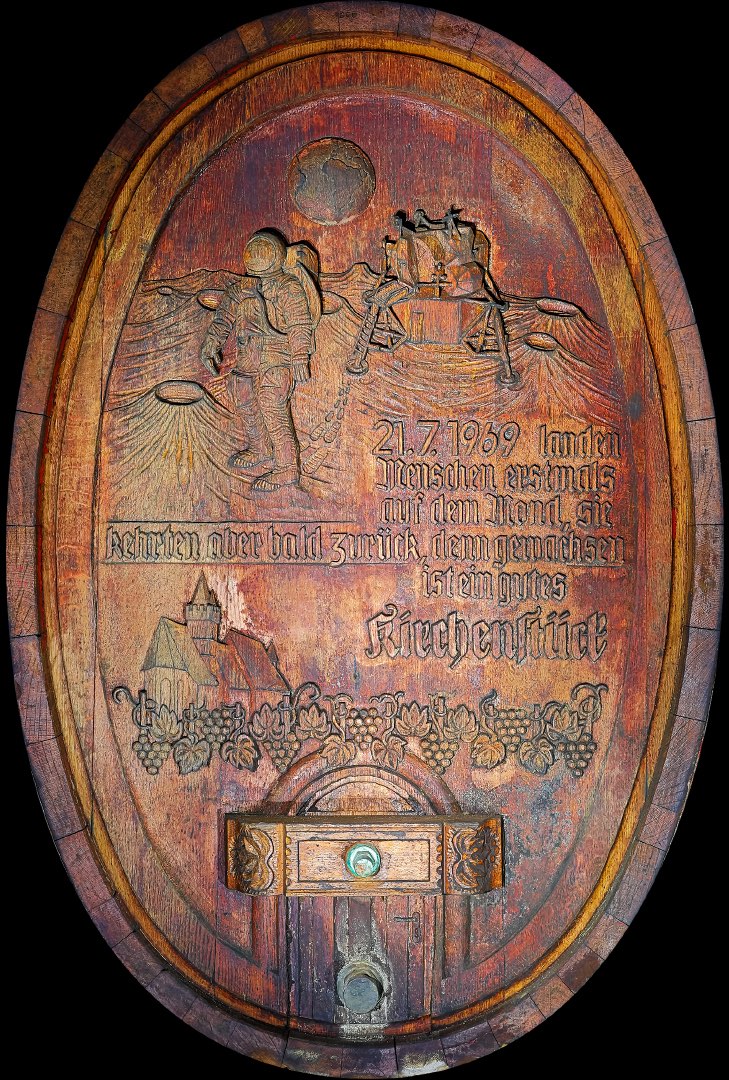 21.7.1969 landen
Menschen erstmals
auf dem Mond, sie
kehrten aber bald zurück, denn gewachsen
ist ein gutes
Kirchenstück